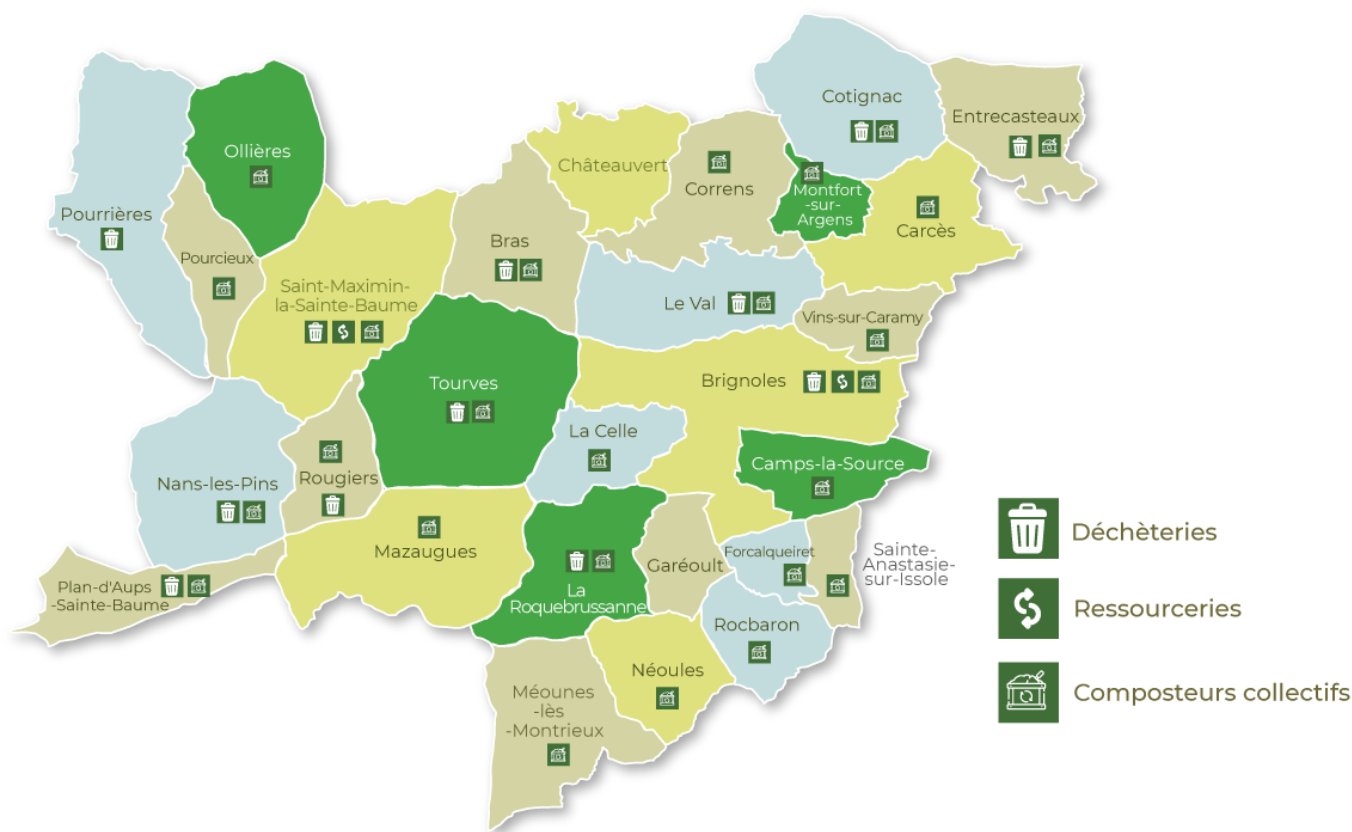 Cotignac
Entrecasteaux
Ollières
Châteauvert
Correns
Montfort
-sur-
Argens
Pourrières
Carcès
Bras
Pourcieux
Saint-Maximin-
la-Sainte-Baume
Le Val
Vins-sur-Caramy
Tourves
Brignoles
La Celle
Camps-la-Source
Nans-les-Pins
Rougiers
Mazaugues
Forcalqueiret
Sainte-
Anastasie-
sur-Issole
Garéoult
Plan-d'Aups
-Sainte-Baume
La
Roquebrussanne
Rocbaron
Néoules
Méounes
-lès
-Montrieux
Déchèteries
Ressourceries
Composteurs collectifs